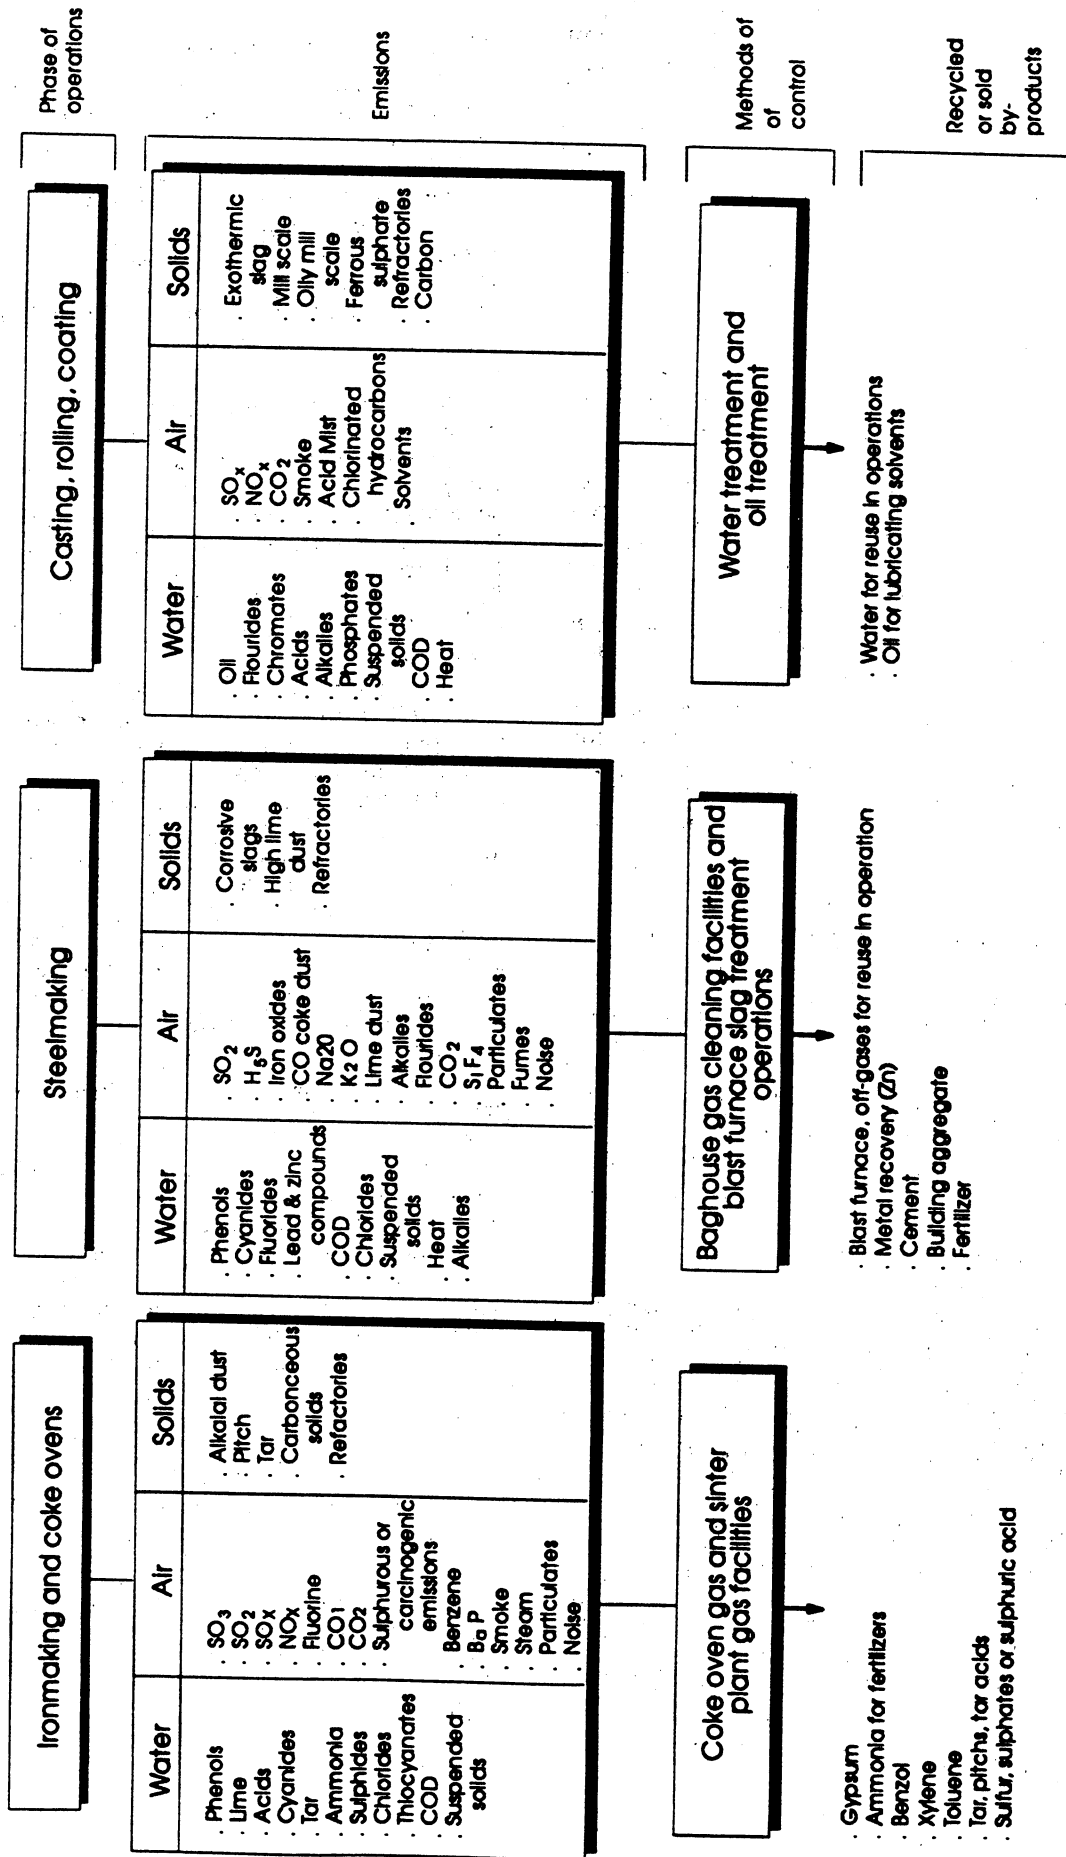 Ironmaking and coke ovens
Steelmaking
Casting, rolling, coating
Phase of
operations
Water
Air
Solids
· Phenols
· Lime
· Acids
· Cyanides
· Tar
· Ammonia
· Sulphides
· Chlorides
· Thiocyanates
· COD
· Suspended
solids
· SO3
· SO2
· SOx
· NOx
· Fluorine
· CO1
· CO2
· Sulphurous or
carcinogenic
emissions
· Benzene
· BaP
· Smoke
· Steam
· Particulates
· Noise
· Alkalai dust
· Pitch
· Tar
· Carbonceous
solids
· Refactories
Water
Air
Solids
· Phenols
· Cyanides
· Fluorides
· Lead & zinc
compounds
· COD
· Chlorides
· Suspended
solids
· Heat
· Alkalies
· SO2
· H5S
· Iron oxides
· CO coke dust
· Na20
· K2O
· Lime dust
· Alkalies
· Flourides
· CO2
· SiF4
· Particulates
· Fumes
· Noise
· Corrosive
slags
· High lime
dust
· Refractories
Water
Air
Solids
· Oil
· Flourides
· Chromates
· Acids
· Alkalies
· Phosphates
· Suspended
solids
· COD
· Heat
· SOx
· NOx
· CO2
· Smoke
· Acid Mist
· Chlorinated
hydrocarbons
· Solvents
· Exothermic
slag
· Mill scale
· Oily mill
scale
· Ferrous
sulphate
· Refractories
· Carbon
Emissions
Coke oven gas and sinter
plant gas facilities
Baghouse gas cleaning facilities and
blast furnace slag treatment
operations
Water treatment and
oil treatment
Methods of
of
control
· Gypsum
· Ammonia for fertilizers
· Benzol
· Xylene
· Toluene
· Tar, pitchs, tar acids
· Sulfur, sulphates or sulphuric acid
· Blast furnace, off-gases for reuse in operation
· Metal recovery (Zn)
· Cement
· Building aggregate
· Fertilizer
· Water for reuse in operations
· Oil for lubricating solvents
Recycled
or sold
by-
products